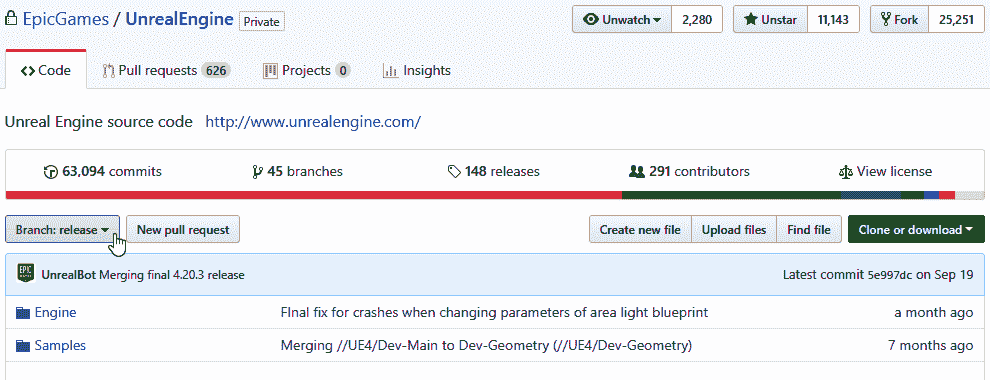 EpicGames / UnrealEngine Private Unwatch 2,280 Unstar 11,143 Fork 25,251
Code Pull requests 626 Projects 0 Insights
Unreal Engine source code http://www.unrealengine.com/
63,094 commits 45 branches 148 releases 291 contributors View license
Branch: release New pull request Create new file Upload files Find file Clone or download
UnrealBot Merging final 4.20.3 release Latest commit 5e997dc on Sep 19
Engine FInal fix for crashes when changing parameters of area light blueprint a month ago
Samples Merging //UE4/Dev-Main to Dev-Geometry (//UE4/Dev-Geometry) 7 months ago